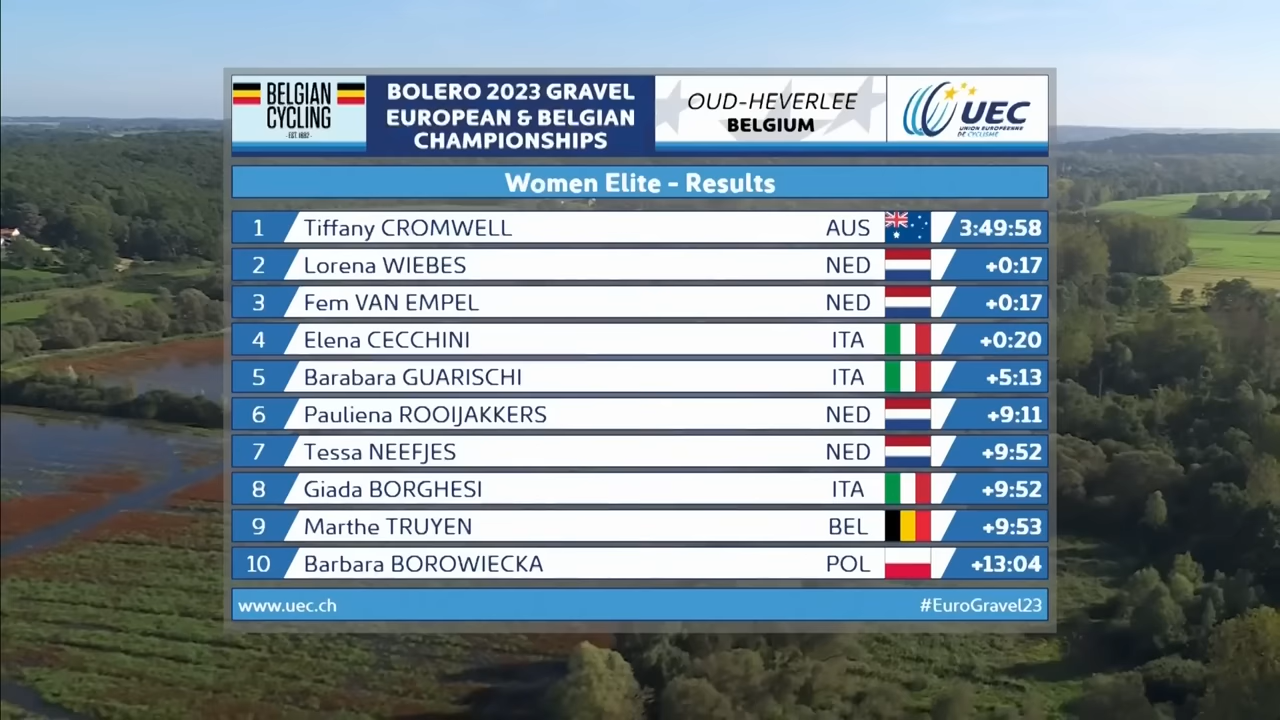 BELGIAN
CYCLING
- EST. 1882 -
BOLERO 2023 GRAVEL
EUROPEAN & BELGIAN
CHAMPIONSHIPS
OUD-HEVERLEE
BELGIUM
UEC
UNION EUROPÉENNE
DE CYCLISME
Women Elite - Results
1 Tiffany CROMWELL AUS 3:49:58
2 Lorena WIEBES NED +0:17
3 Fem VAN EMPEL NED +0:17
4 Elena CECCHINI ITA +0:20
5 Barabara GUARISCHI ITA +5:13
6 Pauliena ROOIJAKKERS NED +9:11
7 Tessa NEEFJES NED +9:52
8 Giada BORGHESI ITA +9:52
9 Marthe TRUYEN BEL +9:53
10 Barbara BOROWIECKA POL +13:04
www.uec.ch #EuroGravel23